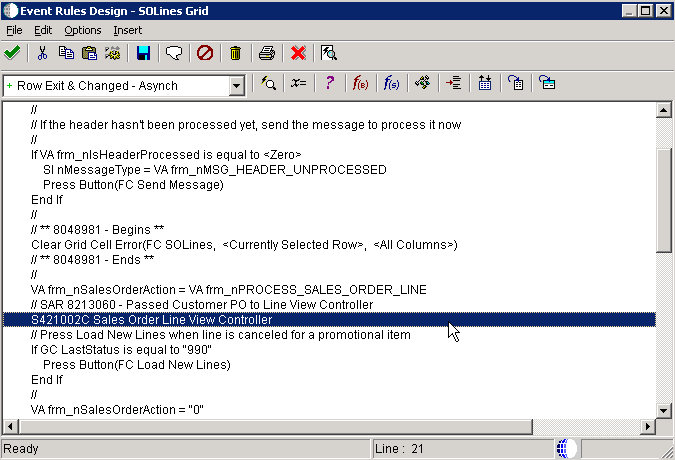 Event Rules Design - SOLines Grid
File Edit Options Insert
+ Row Exit & Changed - Asynch
x= ? f(B) f(S)
//
// If the header hasn't been processed yet, send the message to process it now
//
If VA frm_nIsHeaderProcessed is equal to <Zero>
SI nMessageType = VA frm_nMSG_HEADER_UNPROCESSED
Press Button(FC Send Message)
End If
//
// ** 8048981 - Begins **
Clear Grid Cell Error(FC SOLines, <Currently Selected Row>, <All Columns>)
// ** 8048981 - Ends **
//
VA frm_nSalesOrderAction = VA frm_nPROCESS_SALES_ORDER_LINE
// SAR 8213060 - Passed Customer PO to Line View Controller
S421002C Sales Order Line View Controller
// Press Load New Lines when line is canceled for a promotional item
If GC LastStatus is equal to "990"
Press Button(FC Load New Lines)
End If
//
// VA frm_nSalesOrderAction = "0"
Ready
Line : 21